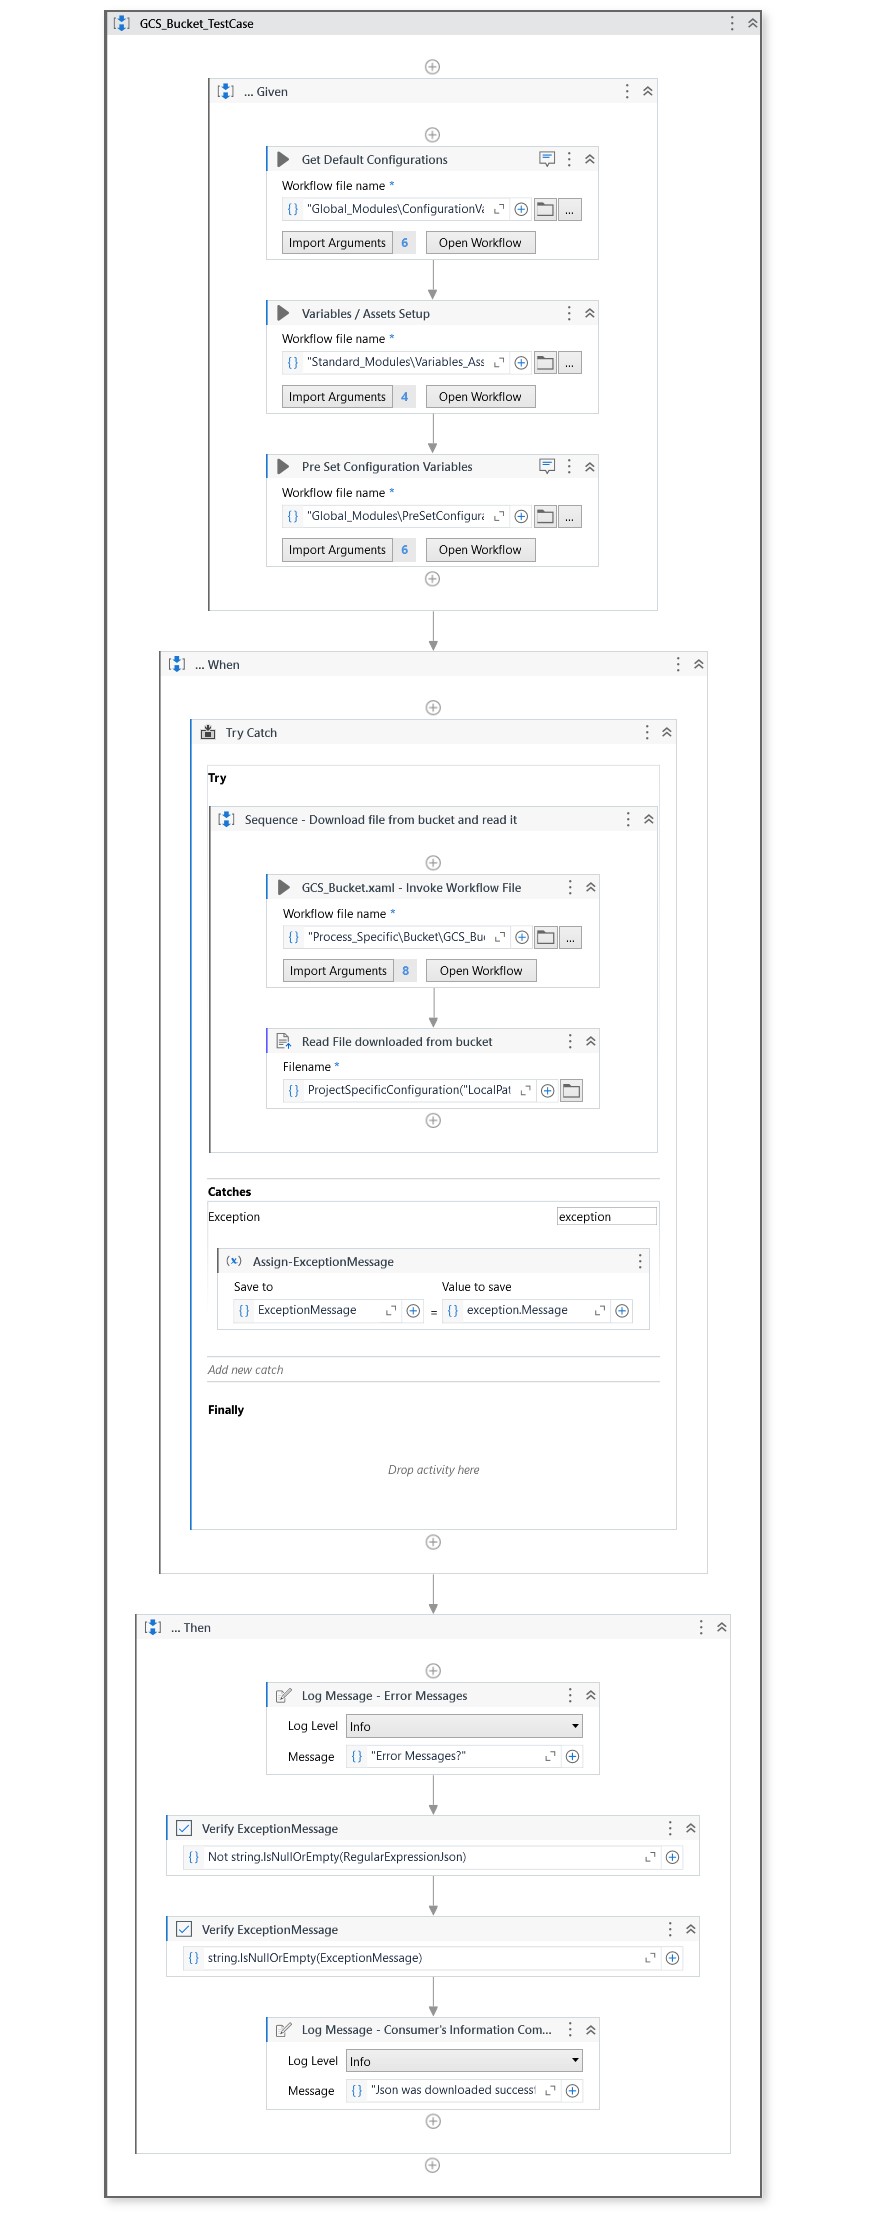 GCS_Bucket_TestCase
... Given
Get Default Configurations
Workflow file name *
"Global_Modules\ConfigurationVa
...
Import Arguments 6 Open Workflow
Variables / Assets Setup
Workflow file name *
"Standard_Modules\Variables_Ass
...
Import Arguments 4 Open Workflow
Pre Set Configuration Variables
Workflow file name *
"Global_Modules\PreSetConfigura
...
Import Arguments 6 Open Workflow
... When
Try Catch
Try
Sequence - Download file from bucket and read it
GCS_Bucket.xaml - Invoke Workflow File
Workflow file name *
"Process_Specific\Bucket\GCS_Buc
...
Import Arguments 8 Open Workflow
Read File downloaded from bucket
Filename *
ProjectSpecificConfiguration("LocalPat
Catches
Exception exception
Assign-ExceptionMessage
Save to Value to save
ExceptionMessage = exception.Message
Add new catch
Finally
Drop activity here
... Then
Log Message - Error Messages
Log Level Info
Message "Error Messages?"
Verify ExceptionMessage
Not string.IsNullOrEmpty(RegularExpressionJson)
Verify ExceptionMessage
string.IsNullOrEmpty(ExceptionMessage)
Log Message - Consumer's Information Com...
Log Level Info
Message "Json was downloaded success